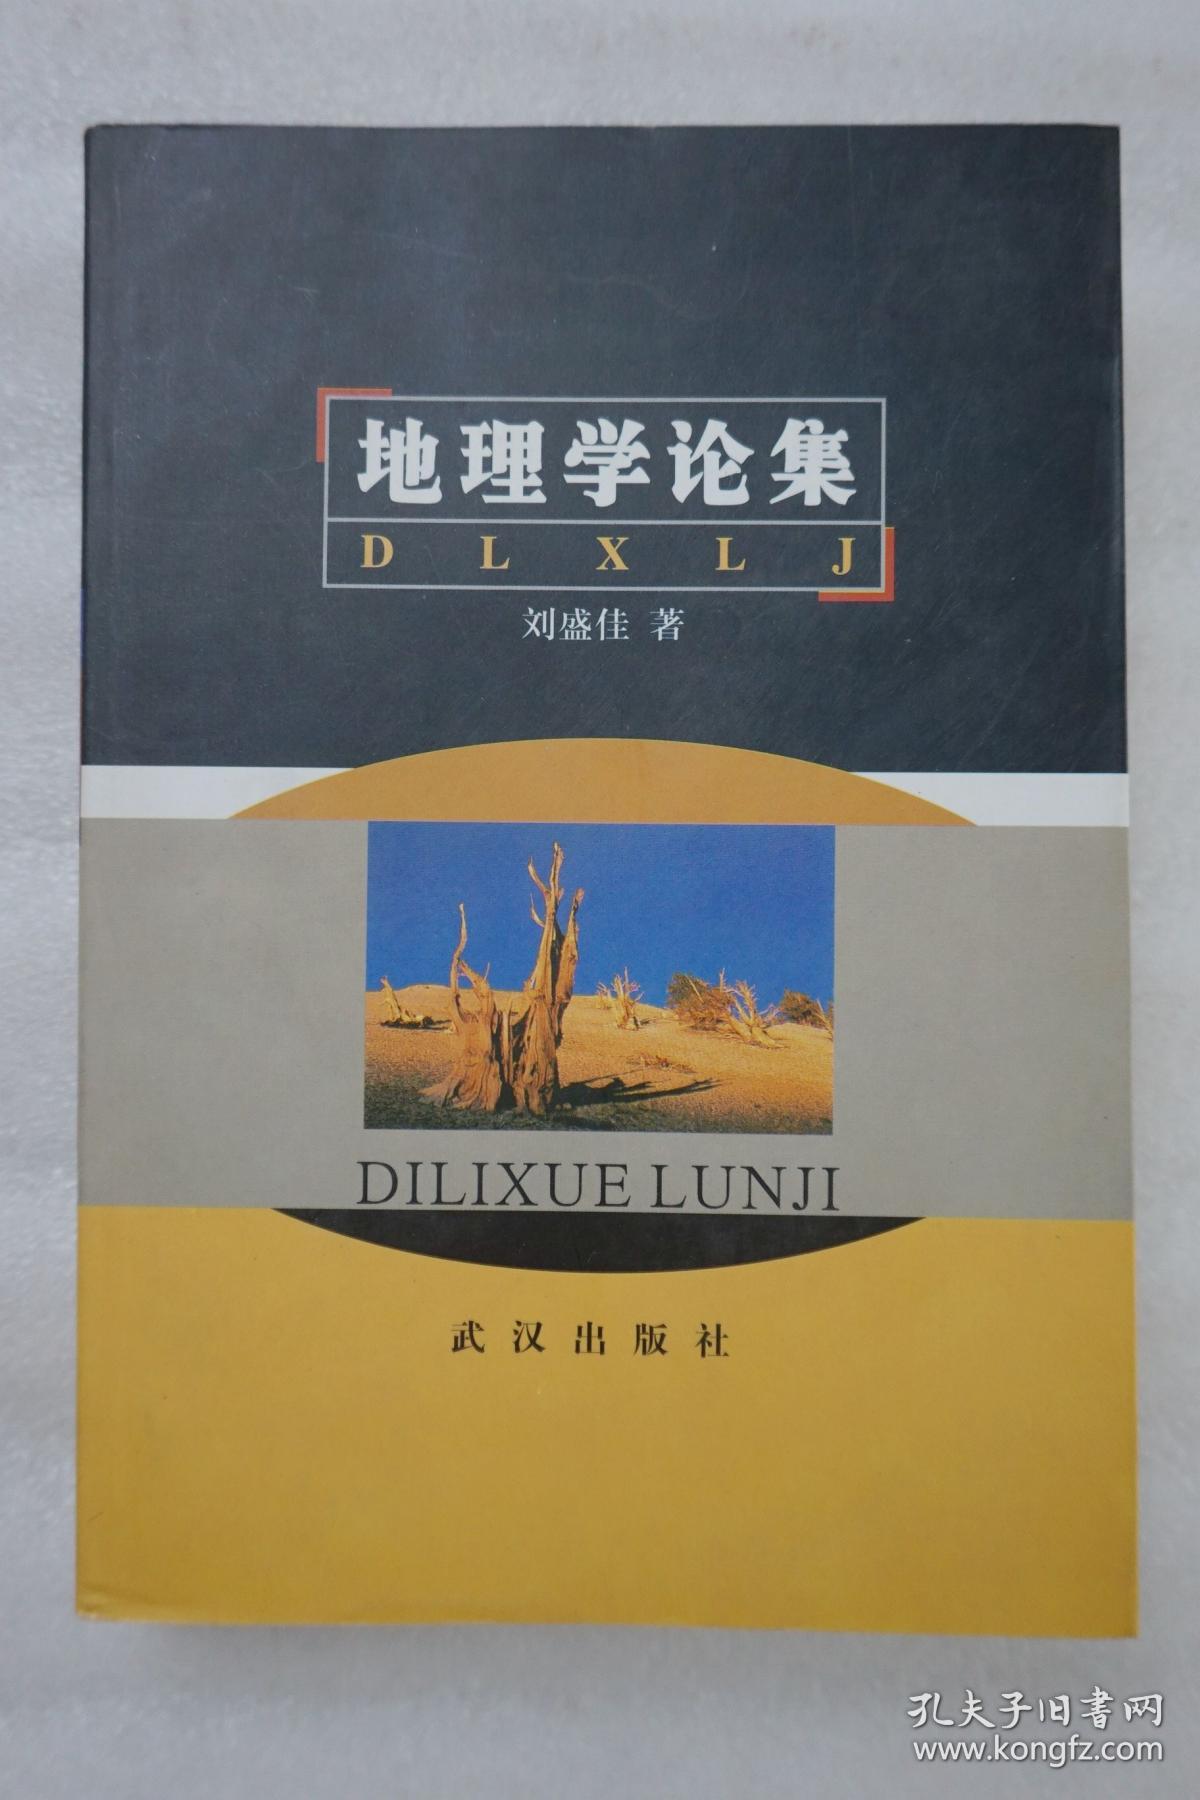 地理学论集
D L X L J
刘盛佳 著
DILIXUE LUNJI
武汉出版社
孔夫子旧书网
www.kongfz.com